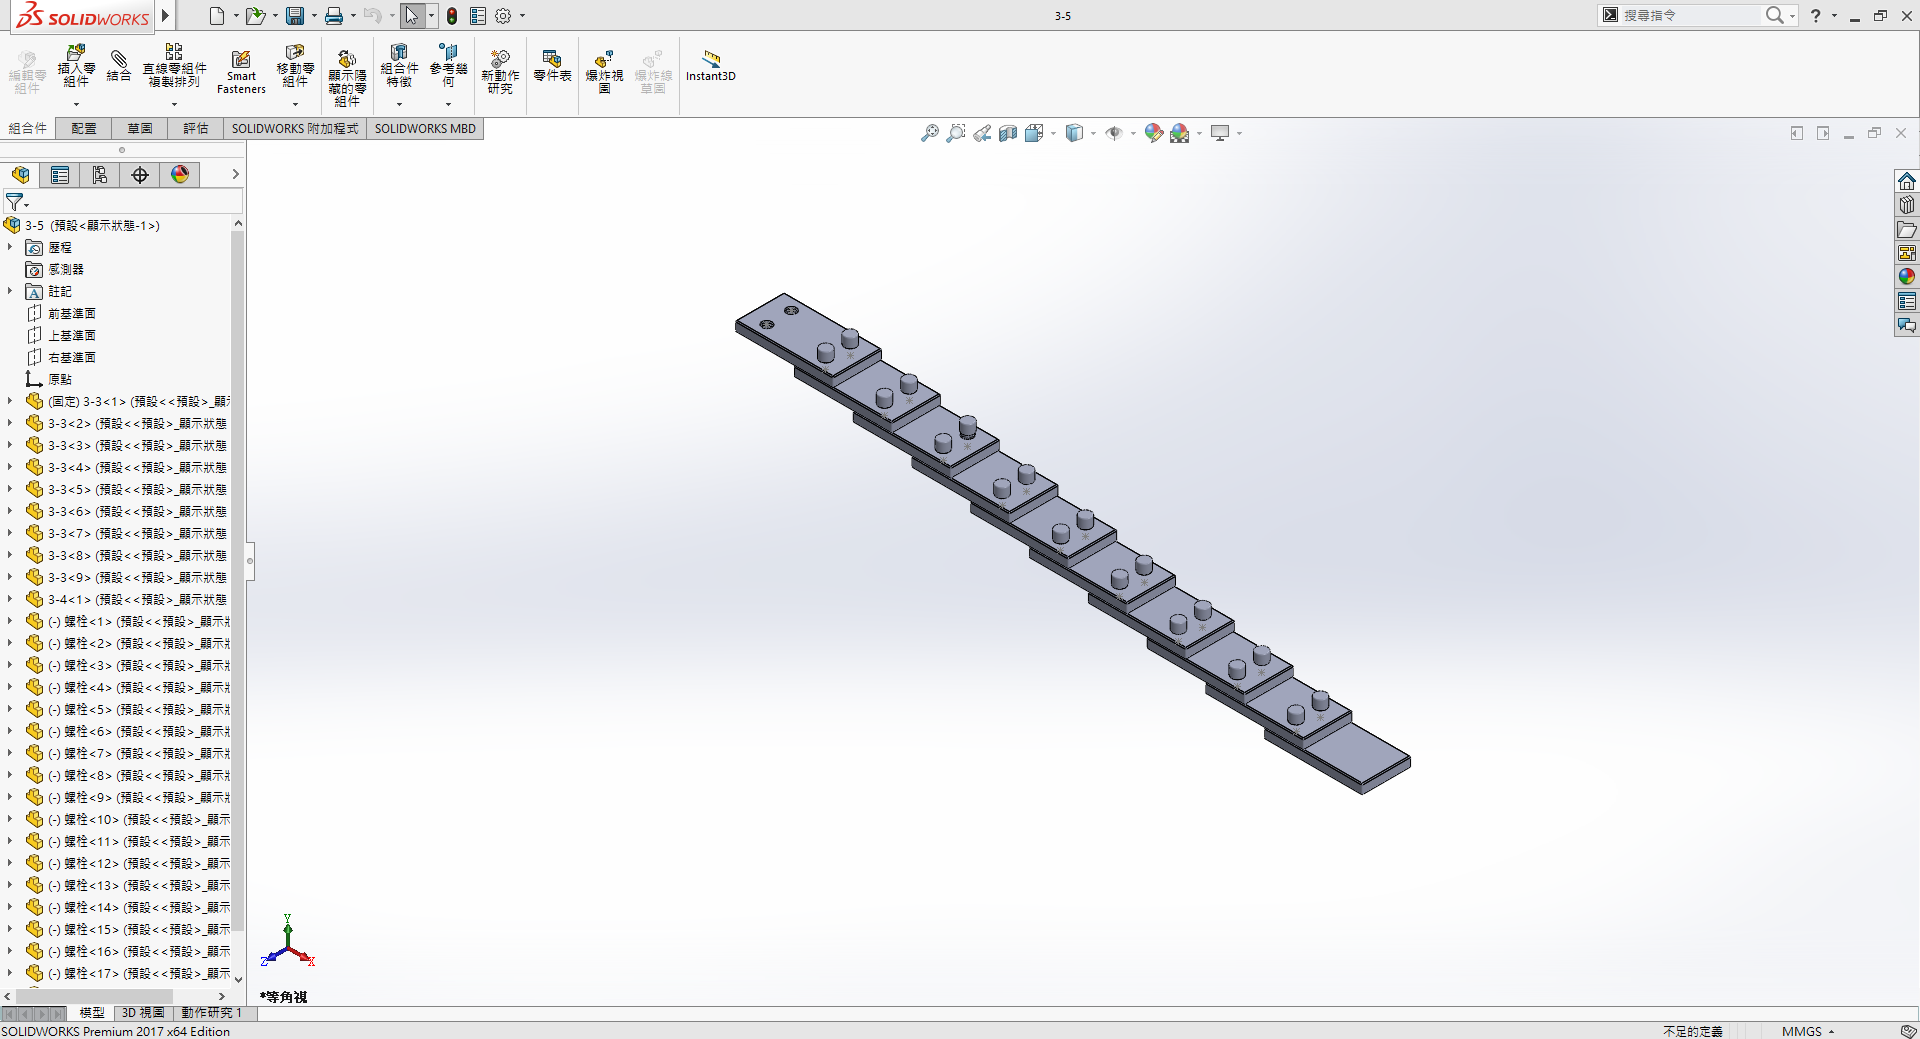 SOLIDWORKS
3-5
搜尋指令
編輯零組件
插入零組件
結合
直線零組件複製排列
Smart Fasteners
移動零組件
顯示隱藏的零組件
組合件特徵
參考幾何
新動作研究
零件表
爆炸視圖
爆炸線草圖
Instant3D
組合件
配置
草圖
評估
SOLIDWORKS 附加程式
SOLIDWORKS MBD
3-5 (預設<顯示狀態-1>)
歷程
感測器
註記
前基準面
上基準面
右基準面
原點
(固定) 3-3<1> (預設<<預設>_顯示
3-3<2> (預設<<預設>_顯示狀態
3-3<3> (預設<<預設>_顯示狀態
3-3<4> (預設<<預設>_顯示狀態
3-3<5> (預設<<預設>_顯示狀態
3-3<6> (預設<<預設>_顯示狀態
3-3<7> (預設<<預設>_顯示狀態
3-3<8> (預設<<預設>_顯示狀態
3-3<9> (預設<<預設>_顯示狀態
3-4<1> (預設<<預設>_顯示狀態
(-) 螺栓<1> (預設<<預設>_顯示狀
(-) 螺栓<2> (預設<<預設>_顯示狀
(-) 螺栓<3> (預設<<預設>_顯示狀
(-) 螺栓<4> (預設<<預設>_顯示狀
(-) 螺栓<5> (預設<<預設>_顯示狀
(-) 螺栓<6> (預設<<預設>_顯示狀
(-) 螺栓<7> (預設<<預設>_顯示狀
(-) 螺栓<8> (預設<<預設>_顯示狀
(-) 螺栓<9> (預設<<預設>_顯示狀
(-) 螺栓<10> (預設<<預設>_顯示
(-) 螺栓<11> (預設<<預設>_顯示
(-) 螺栓<12> (預設<<預設>_顯示
(-) 螺栓<13> (預設<<預設>_顯示
(-) 螺栓<14> (預設<<預設>_顯示
(-) 螺栓<15> (預設<<預設>_顯示
(-) 螺栓<16> (預設<<預設>_顯示
(-) 螺栓<17> (預設<<預設>_顯示
Y
Z
X
*等角視
模型
3D 視圖
動作研究 1
SOLIDWORKS Premium 2017 x64 Edition
不足的定義
MMGS